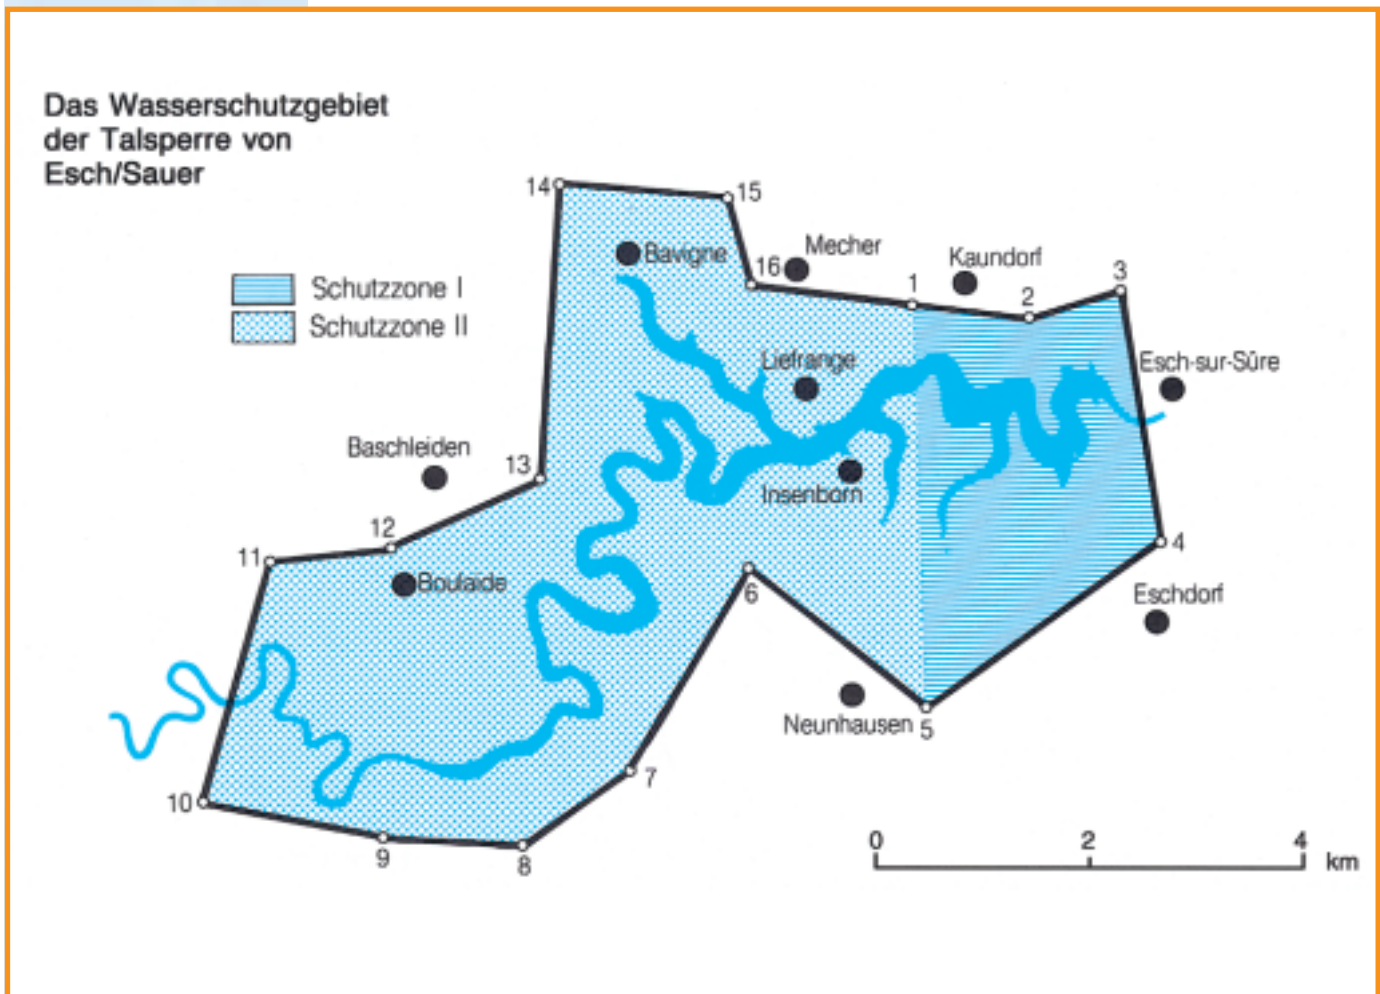 Das Wasserschutzgebiet
der Talsperre von
Esch/Sauer
14
15
Bavigne
16
Mecher
Kaundorf
1
2
3
Schutzzone I
Schutzzone II
Liefrange
Esch-sur-Sûre
Baschleiden
13
Insenborn
12
11
Boulaide
4
6
Eschdorf
Neunhausen
5
7
10
9
8
0 2 4
km